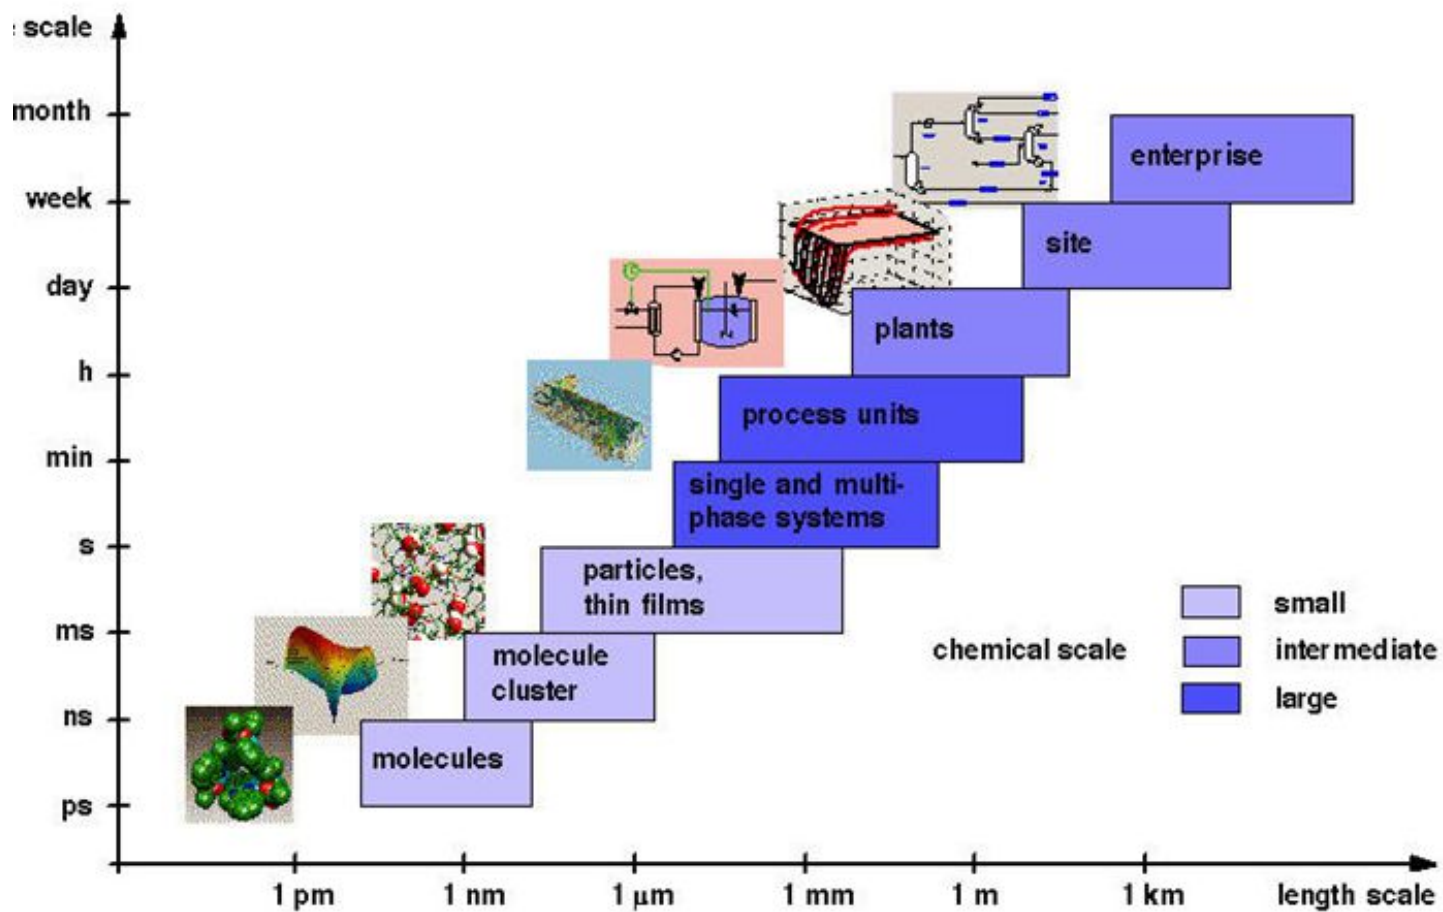 : scale
month
week
day
h
min
s
ms
ns
ps
enterprise
site
plants
process units
single and multi-
phase systems
particles,
thin films
molecule
cluster
molecules
chemical scale
small
intermediate
large
1 pm
1 nm
1 μm
1 mm
1 m
1 km
length scale